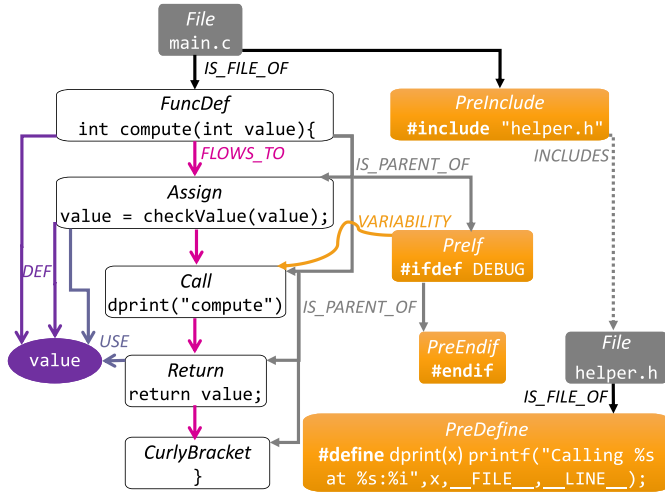 File
main.c
IS_FILE_OF
FuncDef
int compute(int value){
PreInclude
#include "helper.h"
FLOWS_TO
INCLUDES
IS_PARENT_OF
Assign
value = checkValue(value);
VARIABILITY
PreIf
#ifdef DEBUG
DEF
Call
dprint("compute")
IS_PARENT_OF
USE
value
Return
return value;
PreEndif
#endif
File
helper.h
IS_FILE_OF
CurlyBracket
}
PreDefine
#define dprint(x) printf("Calling %s
at %s:%i",x,__FILE__,__LINE__);